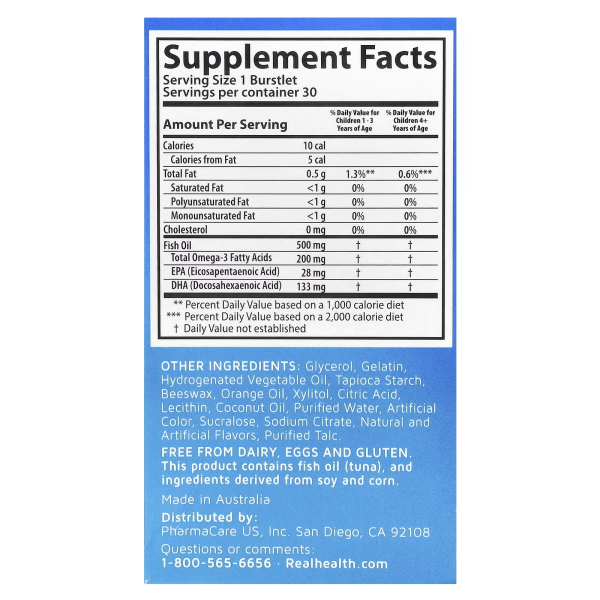 Supplement Facts
Serving Size 1 Burstlet
Servings per container 30
Amount Per Serving % Daily Value for Children 1 - 3 Years of Age % Daily Value for Children 4+ Years of Age
Calories 10 cal
Calories from Fat 5 cal
Total Fat 0.5 g 1.3%** 0.6%***
Saturated Fat <1 g 0% 0%
Polyunsaturated Fat <1 g 0% 0%
Monounsaturated Fat <1 g 0% 0%
Cholesterol 0 mg 0% 0%
Fish Oil 500 mg † †
Total Omega-3 Fatty Acids 200 mg † †
EPA (Eicosapentaenoic Acid) 28 mg † †
DHA (Docosahexaenoic Acid) 133 mg † †
** Percent Daily Value based on a 1,000 calorie diet
*** Percent Daily Value based on a 2,000 calorie diet
† Daily Value not established
OTHER INGREDIENTS: Glycerol, Gelatin,
Hydrogenated Vegetable Oil, Tapioca Starch,
Beeswax, Orange Oil, Xylitol, Citric Acid,
Lecithin, Coconut Oil, Purified Water, Artificial
Color, Sucralose, Sodium Citrate, Natural and
Artificial Flavors, Purified Talc.
FREE FROM DAIRY, EGGS AND GLUTEN.
This product contains fish oil (tuna), and
ingredients derived from soy and corn.
Made in Australia
Distributed by:
PharmaCare US, Inc. San Diego, CA 92108
Questions or comments:
1-800-565-6656 • Realhealth.com